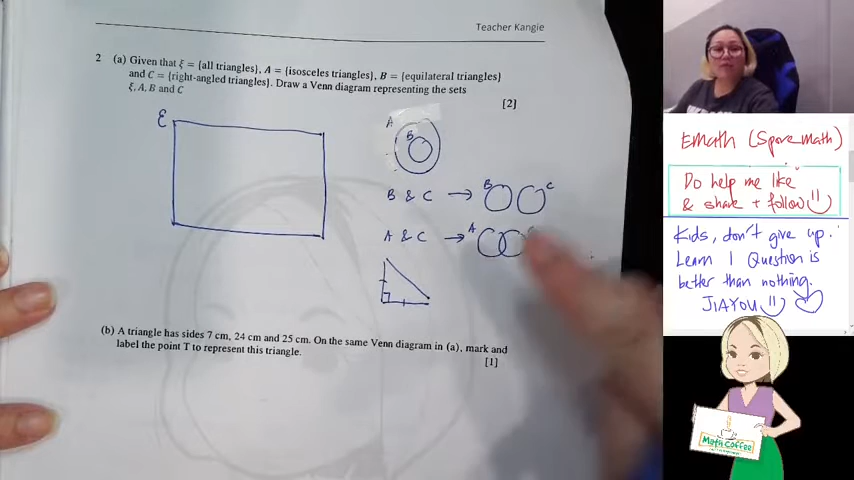 Teacher Kangie
2 (a) Given that ξ = {all triangles}, A = {isosceles triangles}, B = {equilateral triangles}
and C = {right-angled triangles}. Draw a Venn diagram representing the sets
ξ, A, B and C
[2]
ξ
A
B
B & C → B C
A & C → A
(b) A triangle has sides 7 cm, 24 cm and 25 cm. On the same Venn diagram in (a), mark and
label the point T to represent this triangle.
[1]
Emath (Spore math)
Do help me like
& share + follow
Kids, don't give up.
Learn 1 Question is
better than nothing.
JIAYOU
Math Coffee